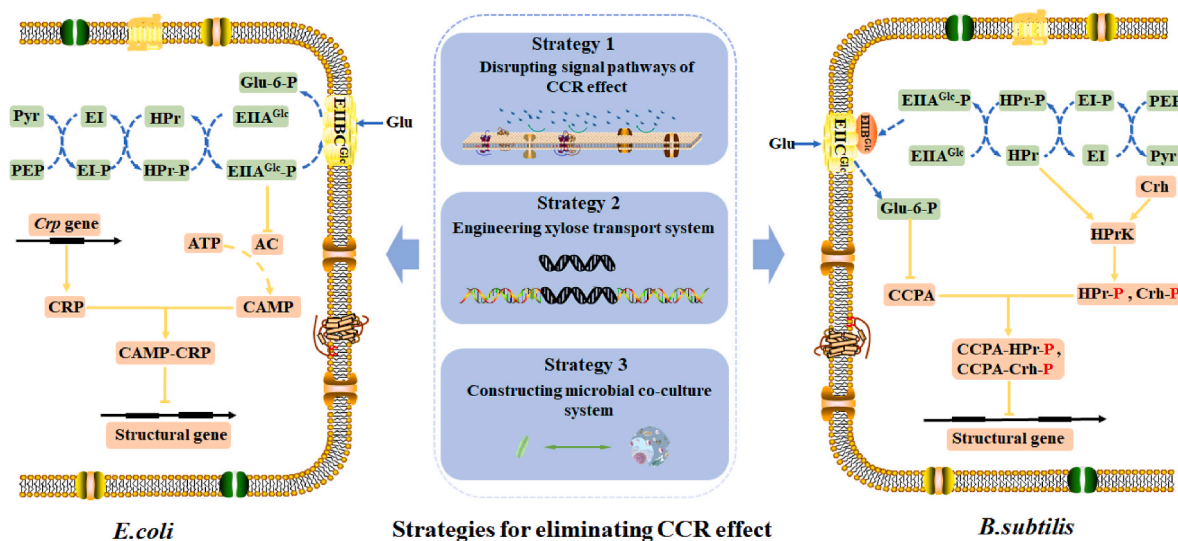 Glu-6-P
Pyr
EI
HPr
EIIA^Glc
PEP
EI-P
HPr-P
EIIA^Glc-P
EIIBC^Glc
Glu
Crp gene
ATP
AC
CRP
CAMP
CAMP-CRP
Structural gene
E.coli
Strategy 1
Disrupting signal pathways of
CCR effect
Strategy 2
Engineering xylose transport system
Strategy 3
Constructing microbial co-culture
system
Strategies for eliminating CCR effect
EIIA^Glc-P
HPr-P
EI-P
PEP
EIIB^Glc
EIIC^Glc
Glu
EIIA^Glc
HPr
EI
Pyr
Crh
Glu-6-P
HPrK
CCPA
HPr-P , Crh-P
CCPA-HPr-P ,
CCPA-Crh-P
Structural gene
B.subtilis